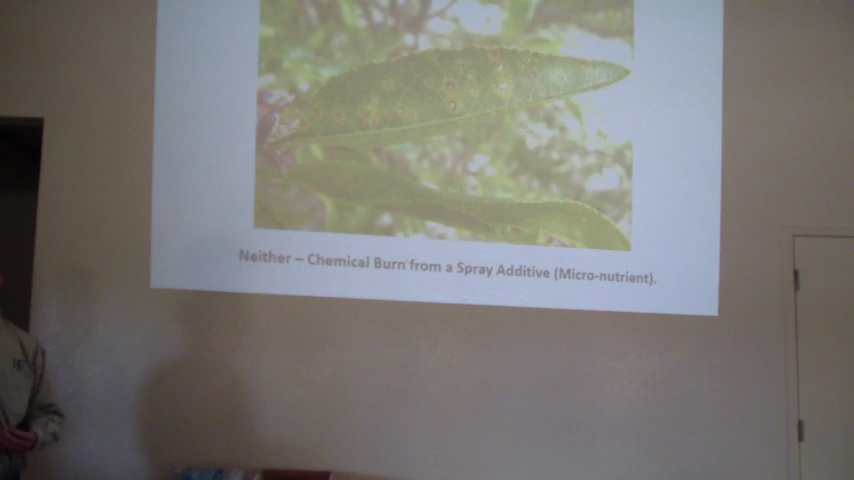 Neither – Chemical Burn from a Spray Additive (Micro-nutrient).